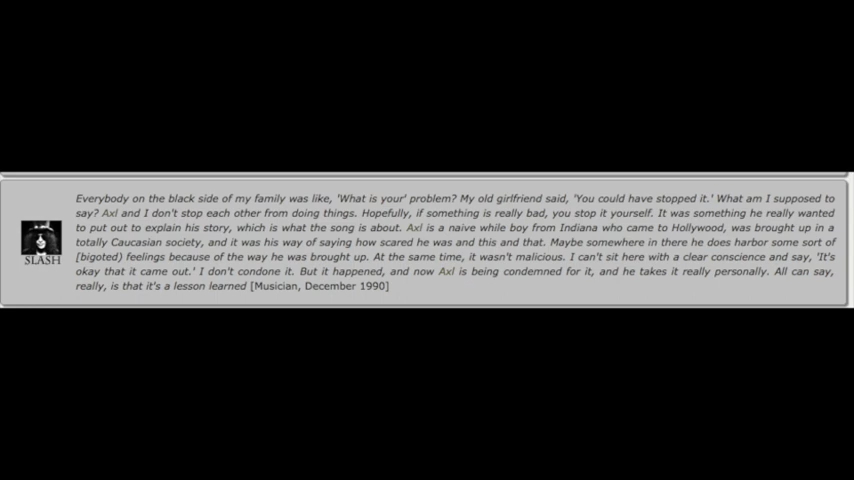 Everybody on the black side of my family was like, 'What is your' problem? My old girlfriend said, 'You could have stopped it.' What am I supposed to
say? Axl and I don't stop each other from doing things. Hopefully, if something is really bad, you stop it yourself. It was something he really wanted
to put out to explain his story, which is what the song is about. Axl is a naive while boy from Indiana who came to Hollywood, was brought up in a
totally Caucasian society, and it was his way of saying how scared he was and this and that. Maybe somewhere in there he does harbor some sort of
[bigoted) feelings because of the way he was brought up. At the same time, it wasn't malicious. I can't sit here with a clear conscience and say, 'It's
okay that it came out.' I don't condone it. But it happened, and now Axl is being condemned for it, and he takes it really personally. All can say,
really, is that it's a lesson learned [Musician, December 1990]
SLASH